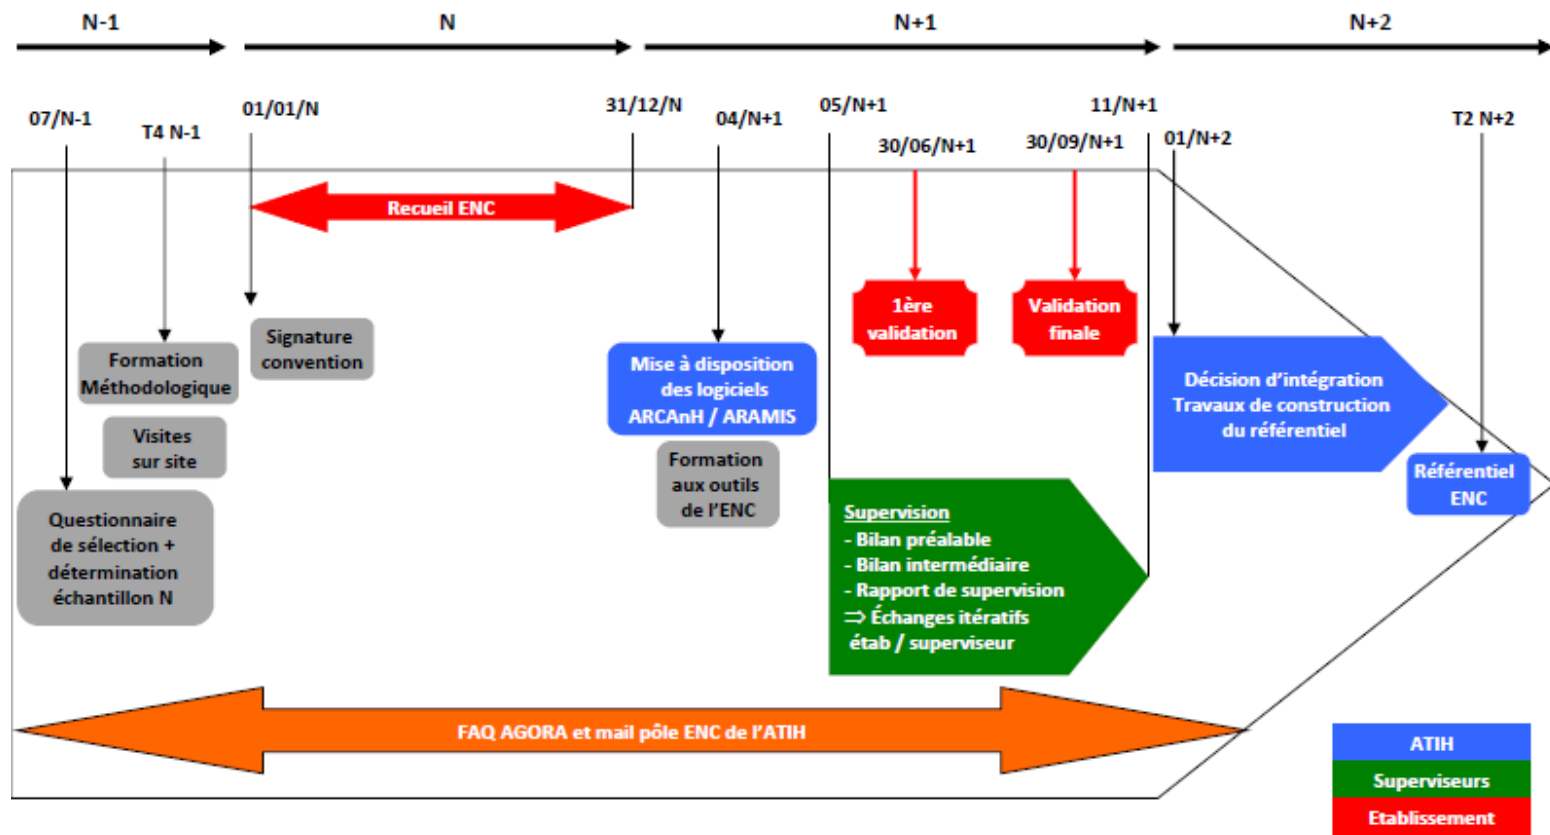 N-1
N
N+1
N+2
07/N-1
T4 N-1
01/01/N
31/12/N
04/N+1
05/N+1
30/06/N+1
30/09/N+1
11/N+1
01/N+2
T2 N+2
Recueil ENC
1ère
validation
Validation
finale
Signature
convention
Formation
Méthodologique
Visites
sur site
Questionnaire
de sélection +
détermination
échantillon N
Mise à disposition
des logiciels
ARCAnH / ARAMIS
Formation
aux outils
de l’ENC
Supervision
- Bilan préalable
- Bilan intermédiaire
- Rapport de supervision
⇒ Échanges itératifs
étab / superviseur
Décision d’intégration
Travaux de construction
du référentiel
Référentiel
ENC
FAQ AGORA et mail pôle ENC de l’ATIH
ATIH
Superviseurs
Etablissement